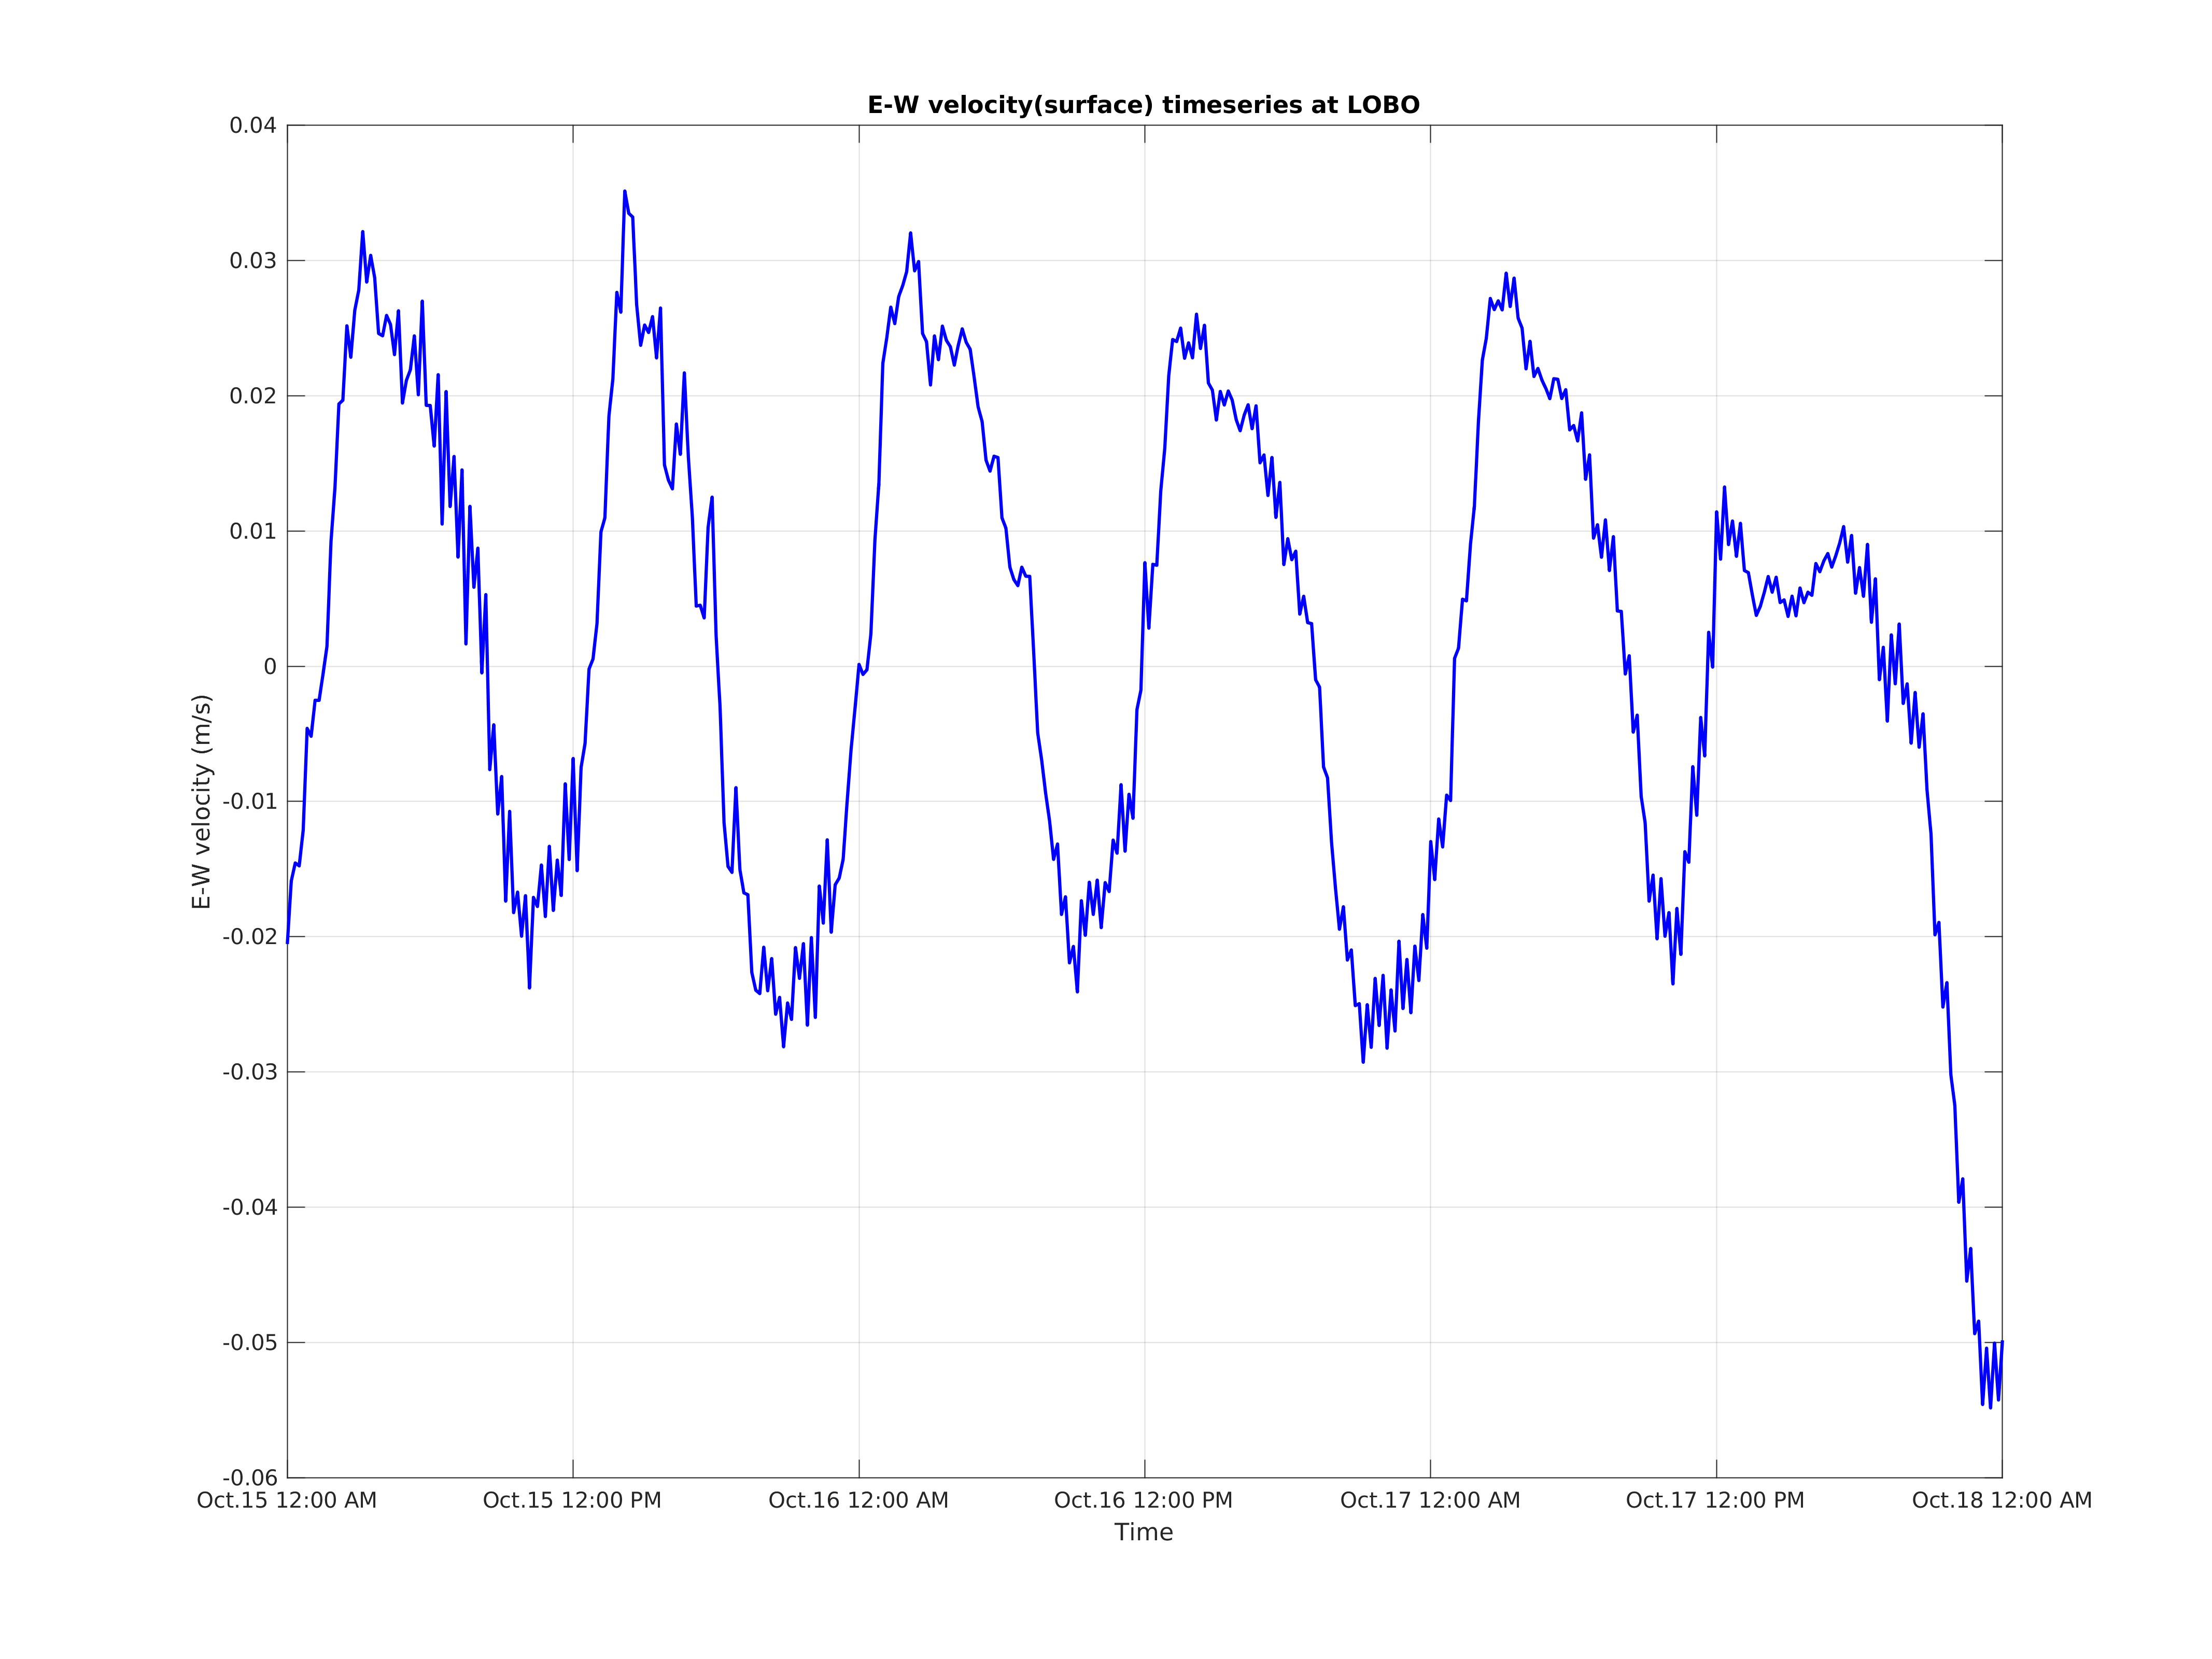 E-W velocity(surface) timeseries at LOBO
0.04
0.03
0.02
0.01
0
-0.01
-0.02
-0.03
-0.04
-0.05
-0.06
E-W velocity (m/s)
Oct.15 12:00 AM
Oct.15 12:00 PM
Oct.16 12:00 AM
Oct.16 12:00 PM
Oct.17 12:00 AM
Oct.17 12:00 PM
Oct.18 12:00 AM
Time